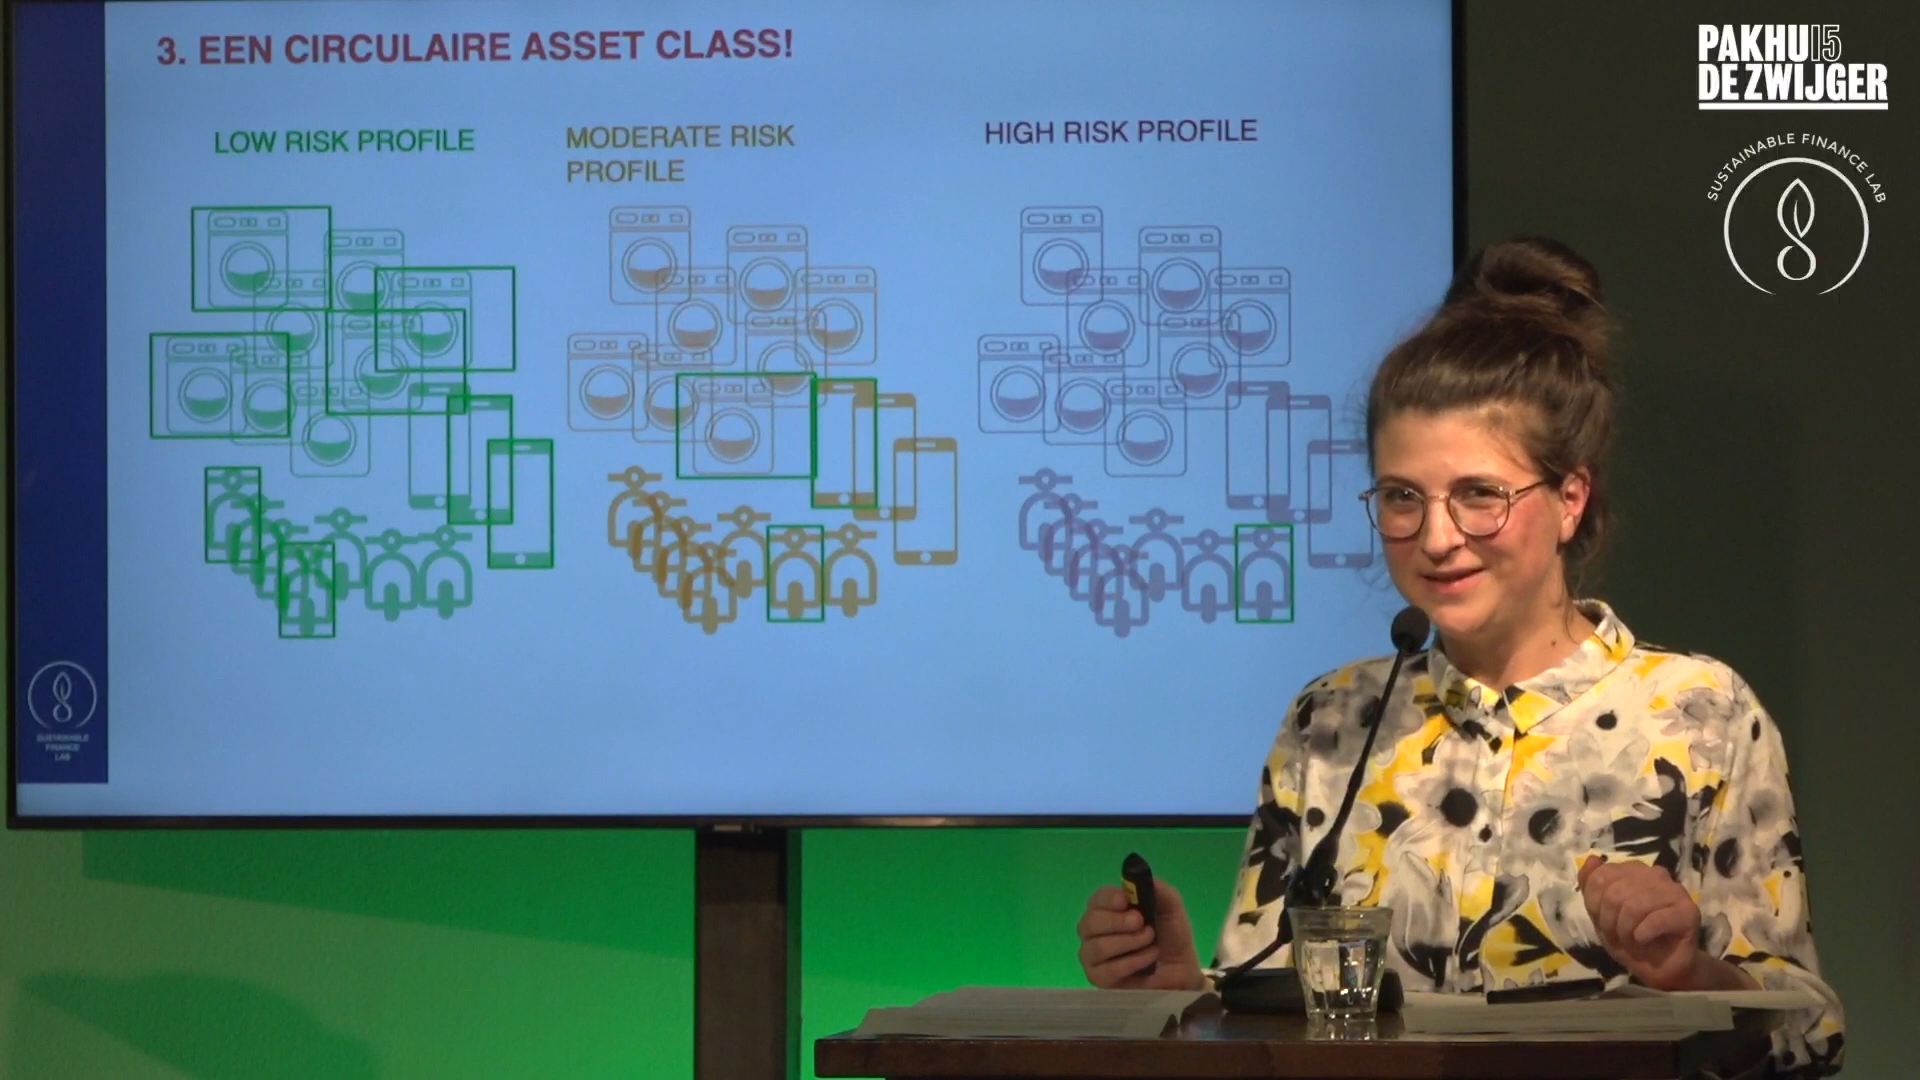 3. EEN CIRCULAIRE ASSET CLASS!
LOW RISK PROFILE
MODERATE RISK
PROFILE
HIGH RISK PROFILE
SUSTAINABLE
FINANCE
LAB
PAKHU15
DE ZWIJGER
SUSTAINABLE FINANCE LAB